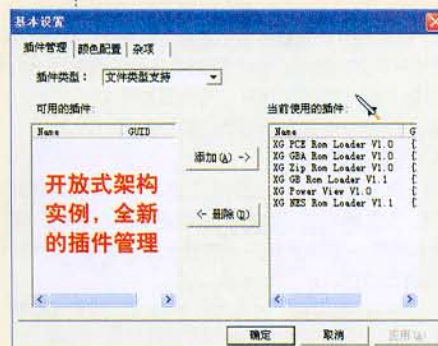 基本设置
插件管理 颜色配置 杂项
插件类型： 文件类型支持
可用的插件： 当前使用的插件：
Name GUID
Name G
添加(A) ->
<- 删除(D)
XG PCE Rom Loader V1.0 {
XG GBA Rom Loader V1.0 {
XG Zip Rom Loader V1.0 {
XG GB Rom Loader V1.1 {
XG Power View V1.0 {
XG NES Rom Loader V1.1 {
开放式架构
实例，全新
的插件管理
确定 取消 应用(A)